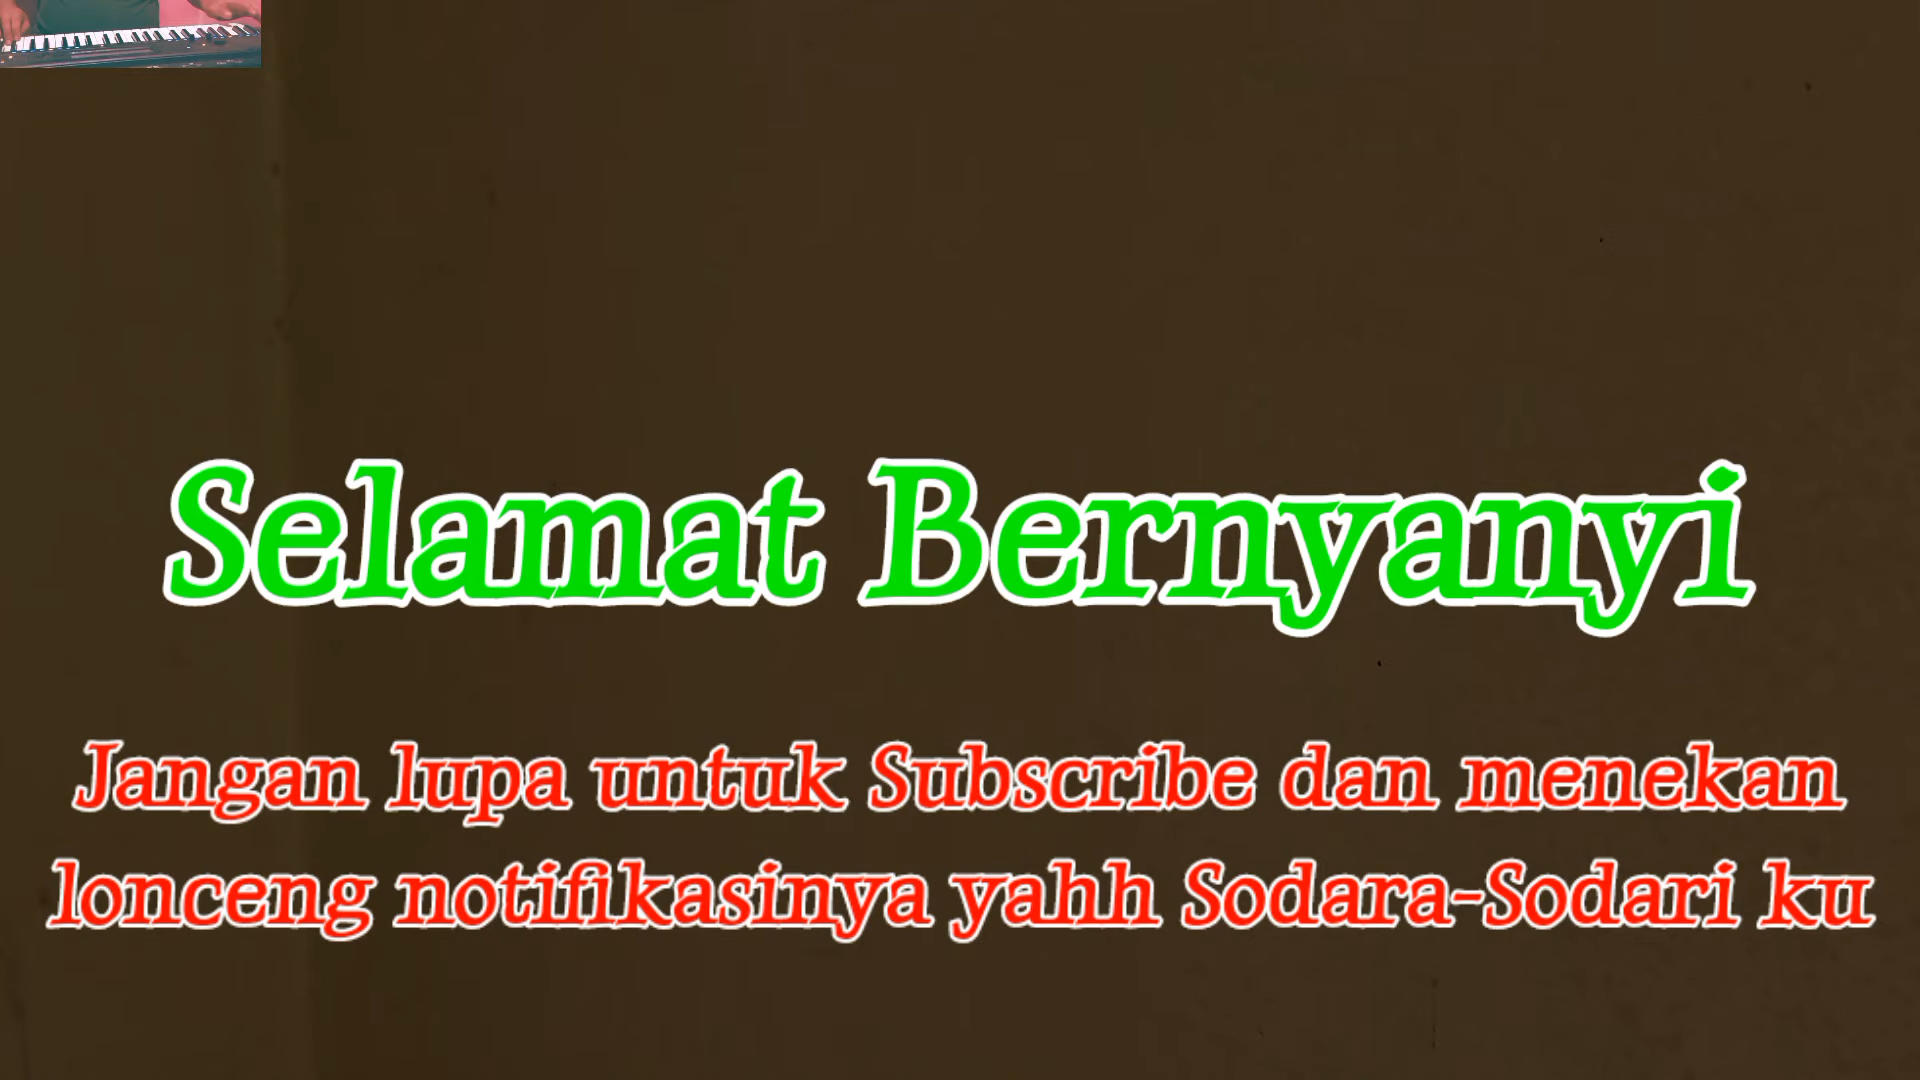 Selamat Bernyanyi
Jangan lupa untuk Subscribe dan menekan
lonceng notifikasinya yahh Sodara-Sodari ku